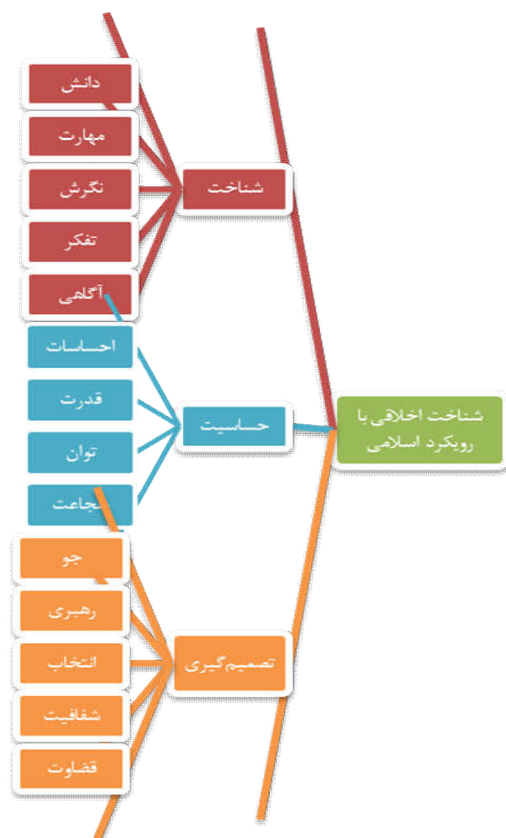 شناخت اخلاقی با
رویکرد اسلامی
شناخت
دانش
مهارت
نگرش
تفکر
آگاهی
حساسیت
احساسات
قدرت
توان
تصمیم‌گیری
جو
رهبری
انتخاب
شفافیت
قضاوت